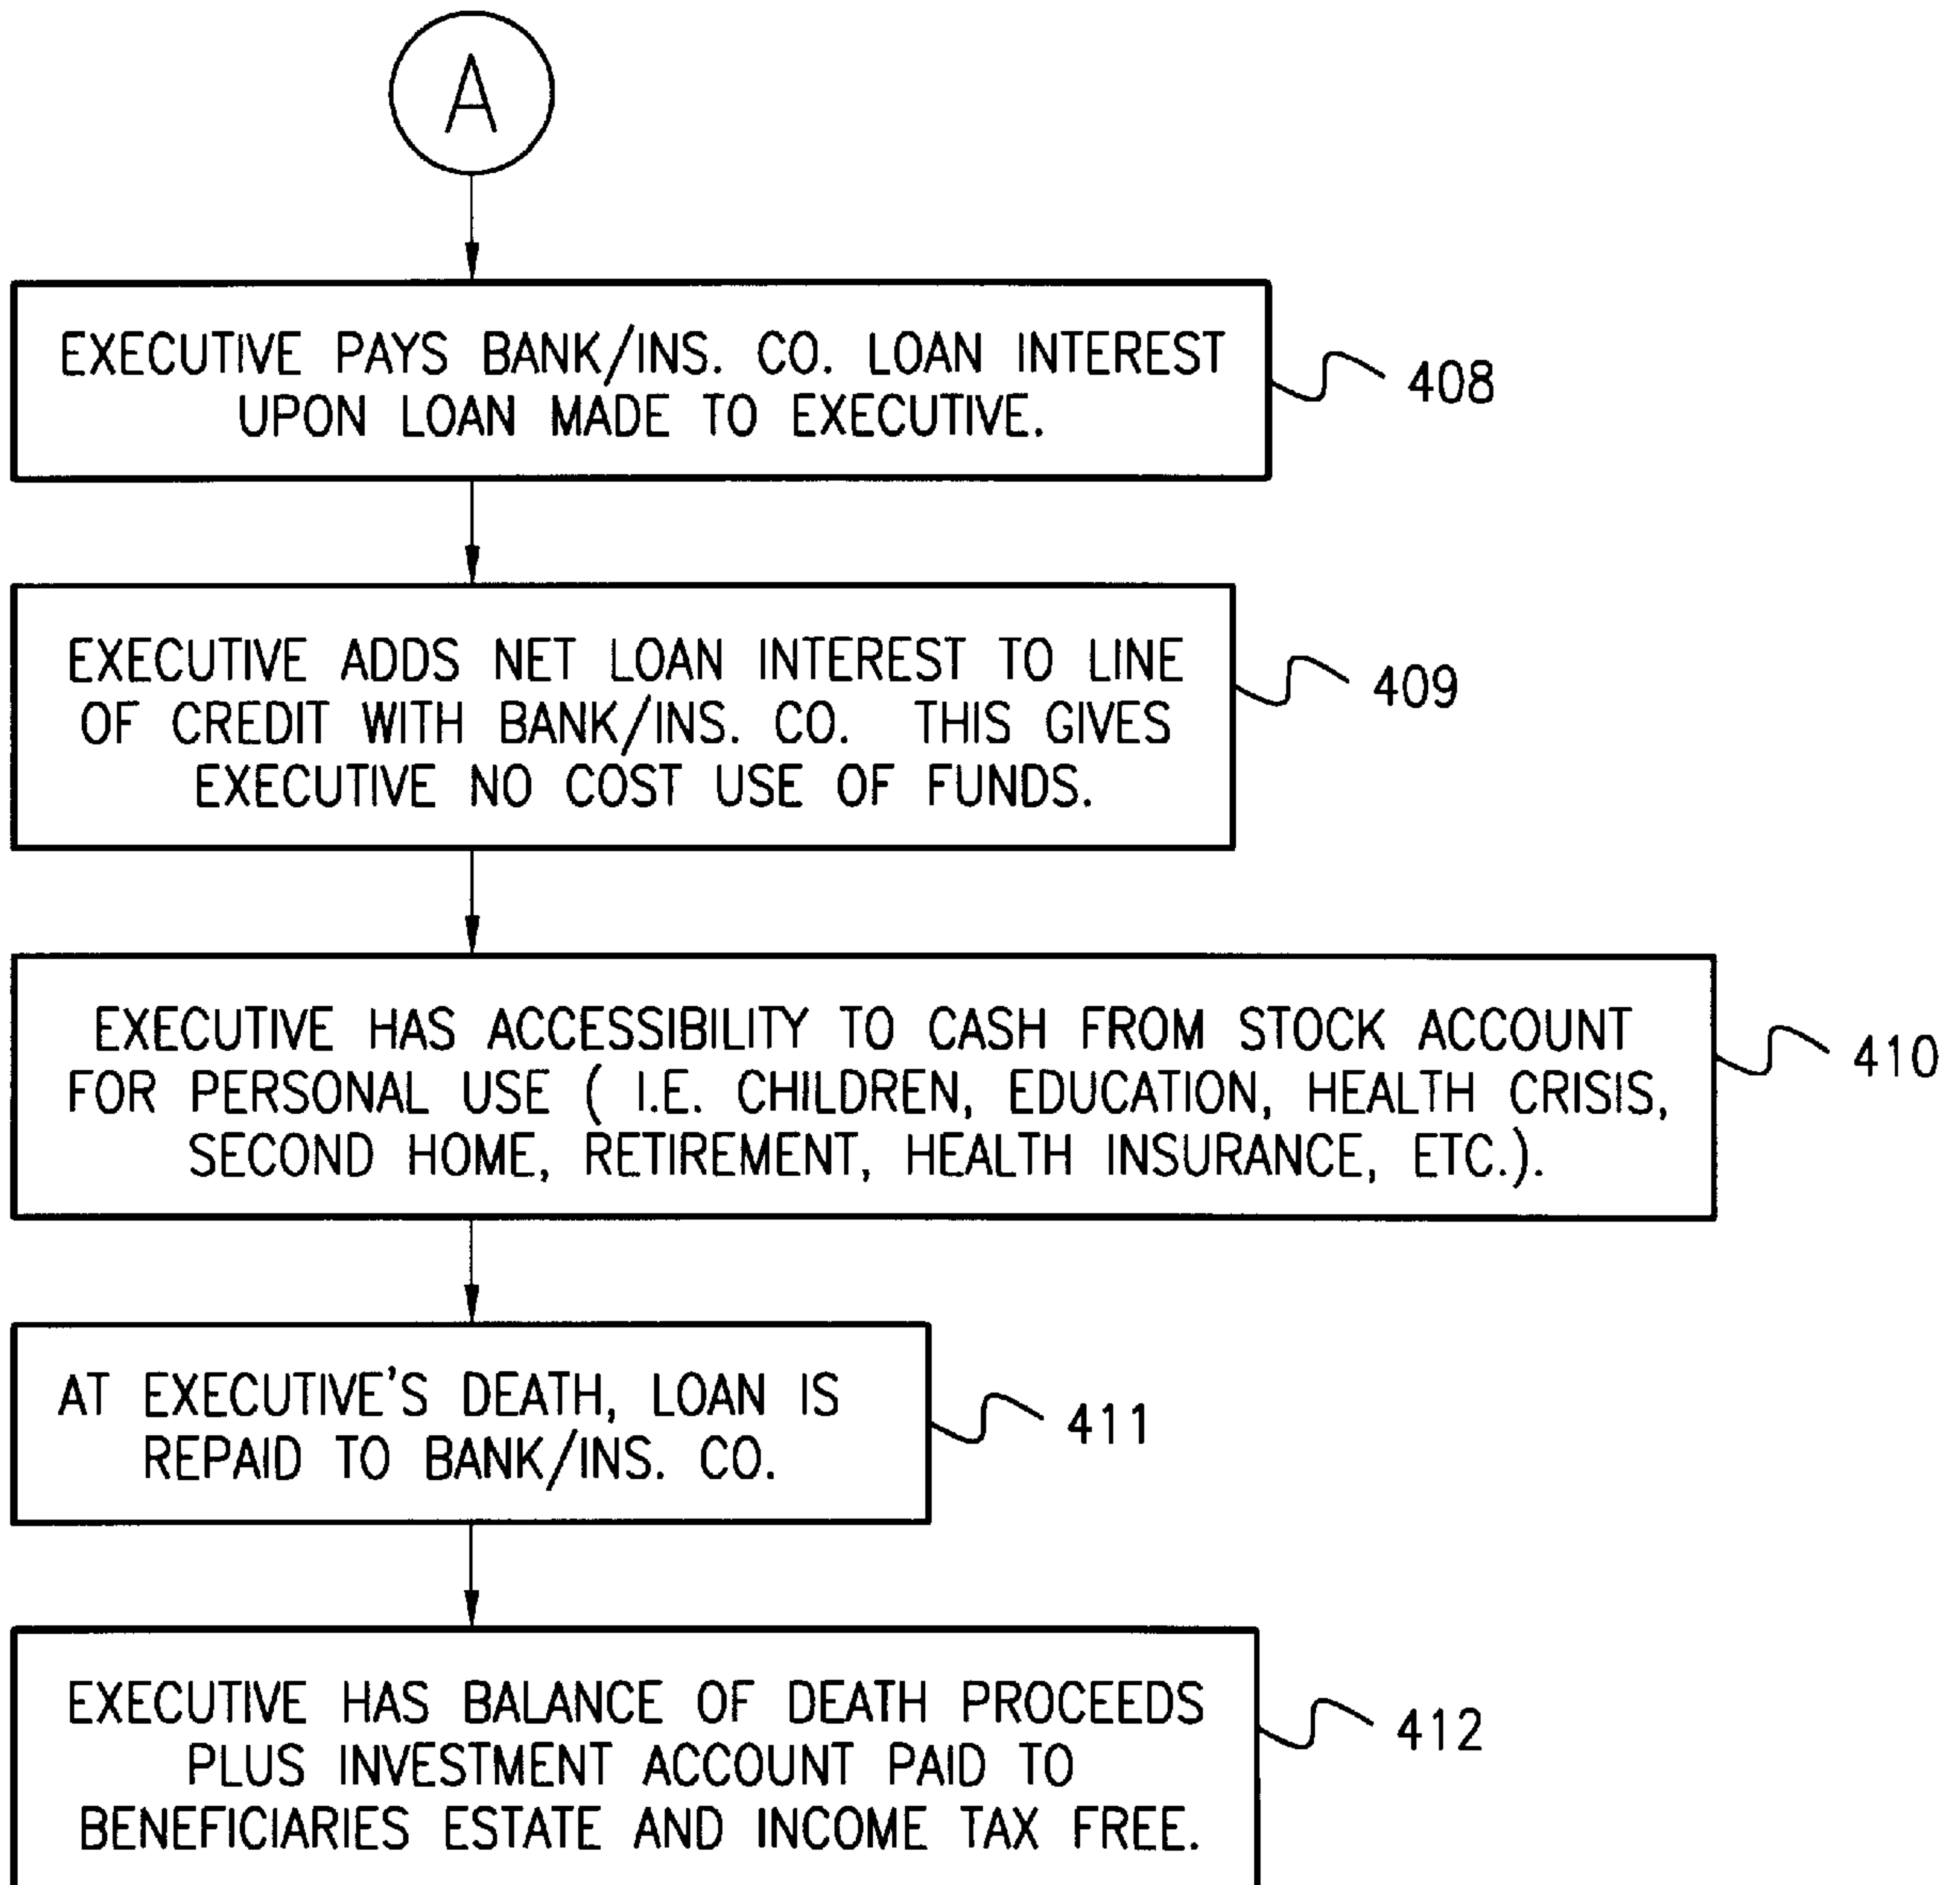 A
EXECUTIVE PAYS BANK/INS. CO. LOAN INTEREST
UPON LOAN MADE TO EXECUTIVE.
408
EXECUTIVE ADDS NET LOAN INTEREST TO LINE
OF CREDIT WITH BANK/INS. CO. THIS GIVES
EXECUTIVE NO COST USE OF FUNDS.
409
EXECUTIVE HAS ACCESSIBILITY TO CASH FROM STOCK ACCOUNT
FOR PERSONAL USE ( I.E. CHILDREN, EDUCATION, HEALTH CRISIS,
SECOND HOME, RETIREMENT, HEALTH INSURANCE, ETC.).
410
AT EXECUTIVE'S DEATH, LOAN IS
REPAID TO BANK/INS. CO.
411
EXECUTIVE HAS BALANCE OF DEATH PROCEEDS
PLUS INVESTMENT ACCOUNT PAID TO
BENEFICIARIES ESTATE AND INCOME TAX FREE.
412